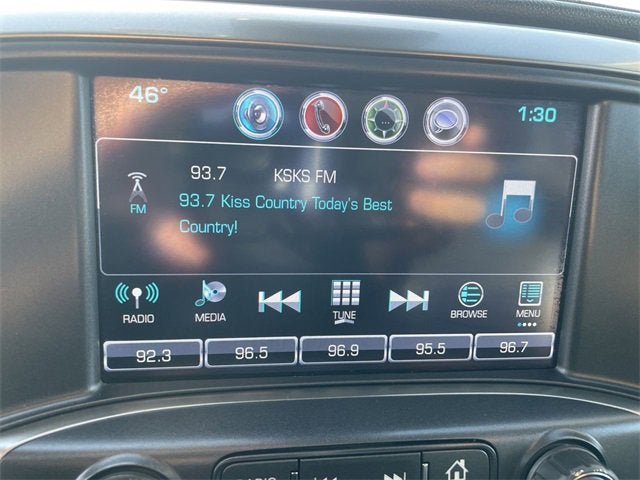 46° 1:30
93.7 KSKS FM
FM
93.7 Kiss Country Today's Best
Country!
RADIO MEDIA TUNE BROWSE MENU
92.3 96.5 96.9 95.5 96.7
RADIO